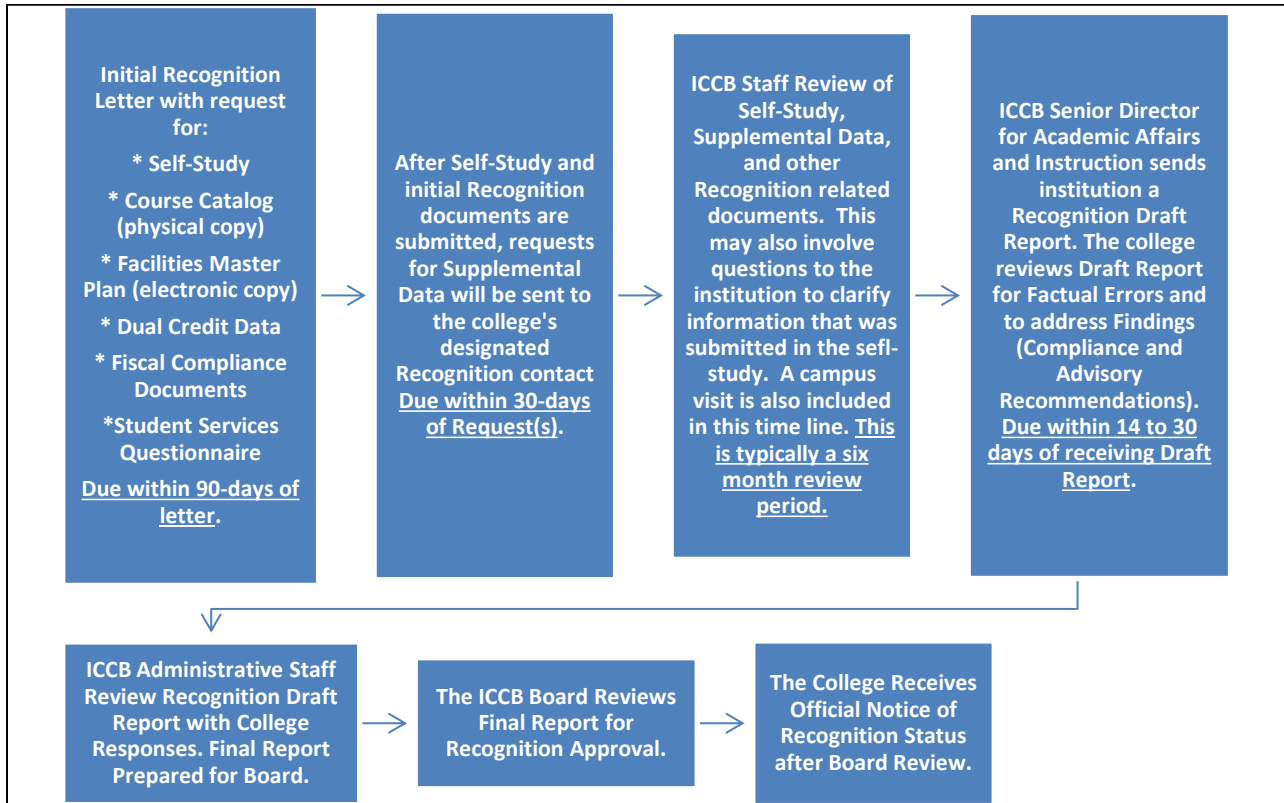 Initial Recognition
Letter with request
for:
* Self-Study
* Course Catalog
(physical copy)
* Facilities Master
Plan (electronic copy)
* Dual Credit Data
* Fiscal Compliance
Documents
*Student Services
Questionnaire
Due within 90-days of
letter.
After Self-Study and
initial Recognition
documents are
submitted, requests
for Supplemental
Data will be sent to
the college's
designated
Recognition contact
Due within 30-days
of Request(s).
ICCB Staff Review of
Self-Study,
Supplemental Data,
and other
Recognition related
documents. This
may also involve
questions to the
institution to clarify
information that was
submitted in the sefl-
study. A campus
visit is also included
in this time line. This
is typically a six
month review
period.
ICCB Senior Director
for Academic Affairs
and Instruction sends
institution a
Recognition Draft
Report. The college
reviews Draft Report
for Factual Errors and
to address Findings
(Compliance and
Advisory
Recommendations).
Due within 14 to 30
days of receiving Draft
Report.
ICCB Administrative Staff
Review Recognition Draft
Report with College
Responses. Final Report
Prepared for Board.
The ICCB Board Reviews
Final Report for
Recognition Approval.
The College Receives
Official Notice of
Recognition Status
after Board Review.